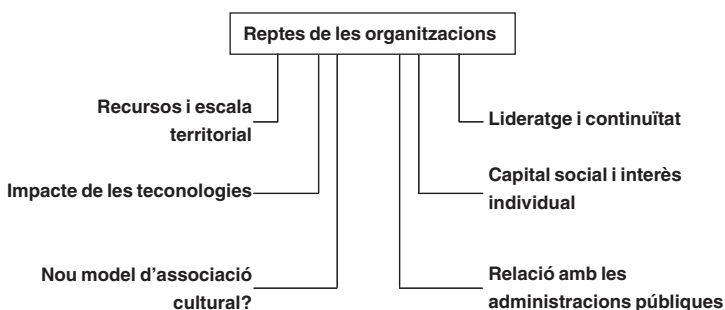 Reptes de les organitzacions
Recursos i escala
territorial
Lideratge i continuïtat
Impacte de les teconologies
Capital social i interès
individual
Nou model d’associació
cultural?
Relació amb les
administracions públiques